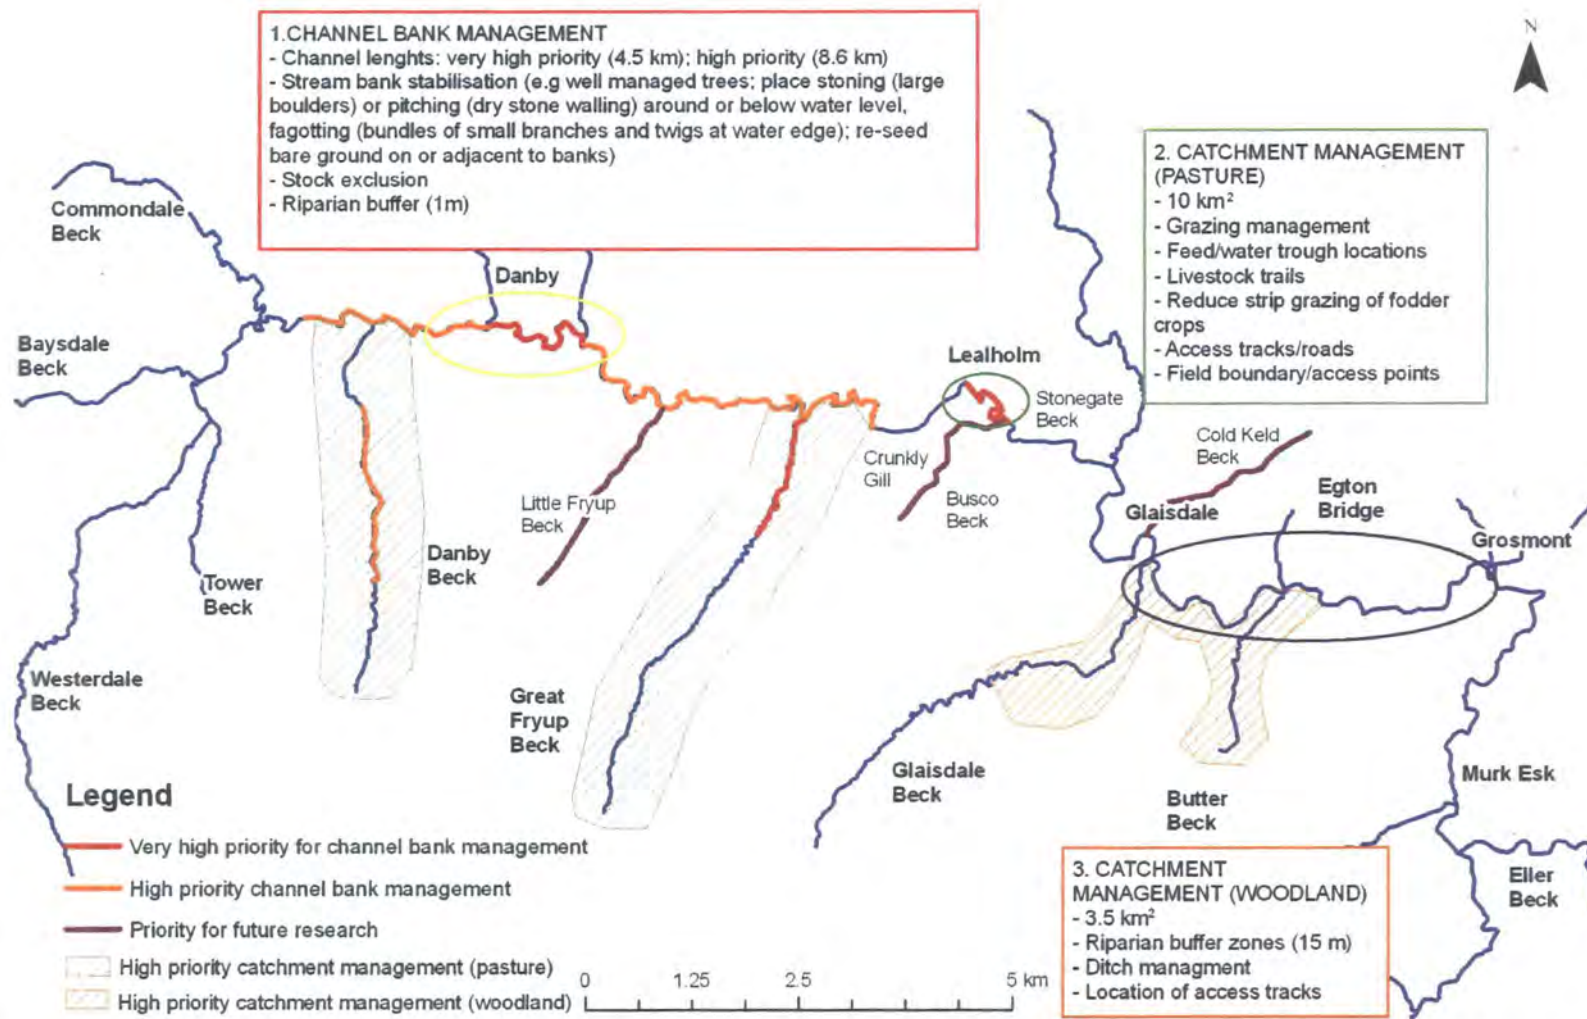 1.CHANNEL BANK MANAGEMENT
- Channel lenghts: very high priority (4.5 km); high priority (8.6 km)
- Stream bank stabilisation (e.g well managed trees; place stoning (large
boulders) or pitching (dry stone walling) around or below water level,
fagotting (bundles of small branches and twigs at water edge); re-seed
bare ground on or adjacent to banks)
- Stock exclusion
- Riparian buffer (1m)
N
2. CATCHMENT MANAGEMENT
(PASTURE)
- 10 km²
- Grazing management
- Feed/water trough locations
- Livestock trails
- Reduce strip grazing of fodder
crops
- Access tracks/roads
- Field boundary/access points
Commondale
Beck
Danby
Baysdale
Beck
Lealholm
Stonegate
Beck
Crunkly
Gill
Cold Keld
Beck
Little Fryup
Beck
Busco
Beck
Glaisdale
Egton
Bridge
Grosmont
Danby
Beck
Tower
Beck
Westerdale
Beck
Great
Fryup
Beck
Glaisdale
Beck
Butter
Beck
Murk Esk
Eller
Beck
Legend
Very high priority for channel bank management
High priority channel bank management
Priority for future research
High priority catchment management (pasture)
High priority catchment management (woodland)
0 1.25 2.5 5 km
3. CATCHMENT
MANAGEMENT (WOODLAND)
- 3.5 km²
- Riparian buffer zones (15 m)
- Ditch managment
- Location of access tracks